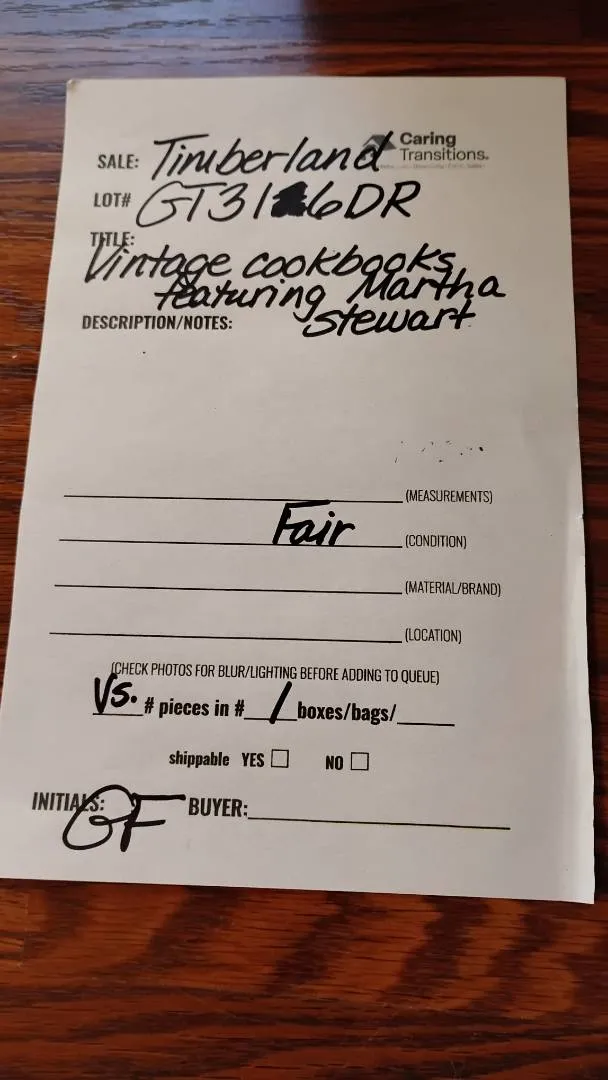 SALE: Timberland Caring
Transitions.
LOT# GT316DR
TITLE:
Vintage cookbooks
featuring Martha
Stewart
DESCRIPTION/NOTES:
(MEASUREMENTS)
Fair (CONDITION)
(MATERIAL/BRAND)
(LOCATION)
(CHECK PHOTOS FOR BLUR/LIGHTING BEFORE ADDING TO QUEUE)
Vs. # pieces in # 1 boxes/bags/
shippable YES ☐ NO ☐
INITIALS: GF BUYER: